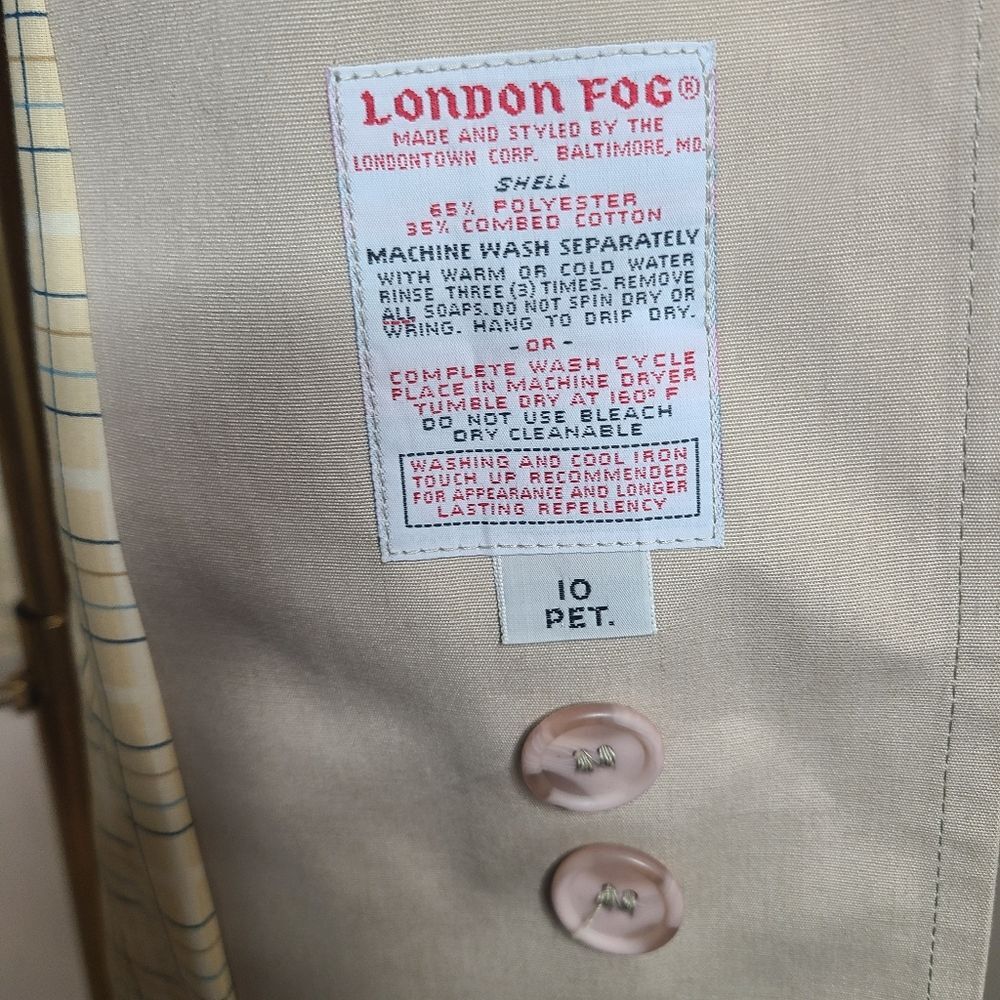 LONDON FOG®
MADE AND STYLED BY THE
LONDONTOWN CORP. BALTIMORE, MD.
SHELL
65% POLYESTER
35% COMBED COTTON
MACHINE WASH SEPARATELY
WITH WARM OR COLD WATER
RINSE THREE (3) TIMES. REMOVE
ALL SOAPS. DO NOT SPIN DRY OR
WRING. HANG TO DRIP DRY.
- OR -
COMPLETE WASH CYCLE
PLACE IN MACHINE DRYER
TUMBLE DRY AT 160° F
DO NOT USE BLEACH
DRY CLEANABLE
WASHING AND COOL IRON
TOUCH UP RECOMMENDED
FOR APPEARANCE AND LONGER
LASTING REPELLENCY
10
PET.